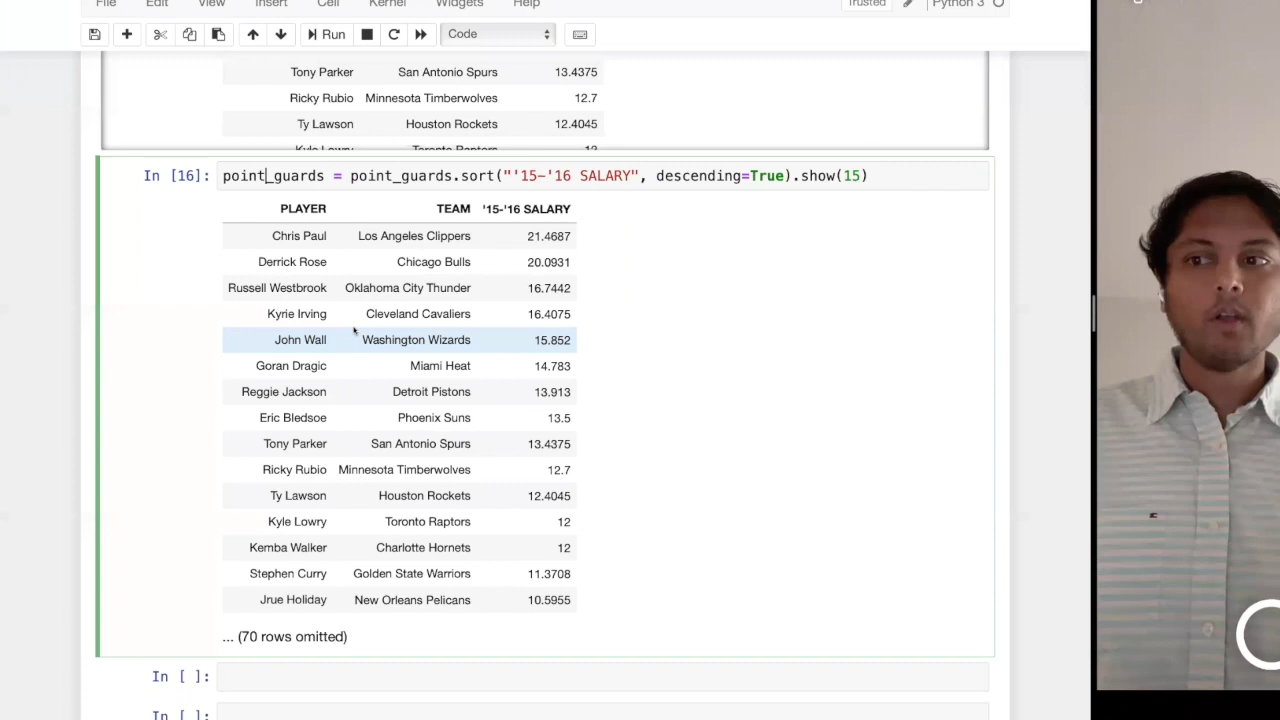 File Edit View Insert Cell Kernel Widgets Help Trusted Python 3
Run Code
Tony Parker San Antonio Spurs 13.4375
Ricky Rubio Minnesota Timberwolves 12.7
Ty Lawson Houston Rockets 12.4045
Kyle Lowry Toronto Raptors 12
In [16]: point_guards = point_guards.sort("'15-'16 SALARY", descending=True).show(15)
PLAYER TEAM '15-'16 SALARY
Chris Paul Los Angeles Clippers 21.4687
Derrick Rose Chicago Bulls 20.0931
Russell Westbrook Oklahoma City Thunder 16.7442
Kyrie Irving Cleveland Cavaliers 16.4075
John Wall Washington Wizards 15.852
Goran Dragic Miami Heat 14.783
Reggie Jackson Detroit Pistons 13.913
Eric Bledsoe Phoenix Suns 13.5
Tony Parker San Antonio Spurs 13.4375
Ricky Rubio Minnesota Timberwolves 12.7
Ty Lawson Houston Rockets 12.4045
Kyle Lowry Toronto Raptors 12
Kemba Walker Charlotte Hornets 12
Stephen Curry Golden State Warriors 11.3708
Jrue Holiday New Orleans Pelicans 10.5955
... (70 rows omitted)
In [ ]:
In [ ]: